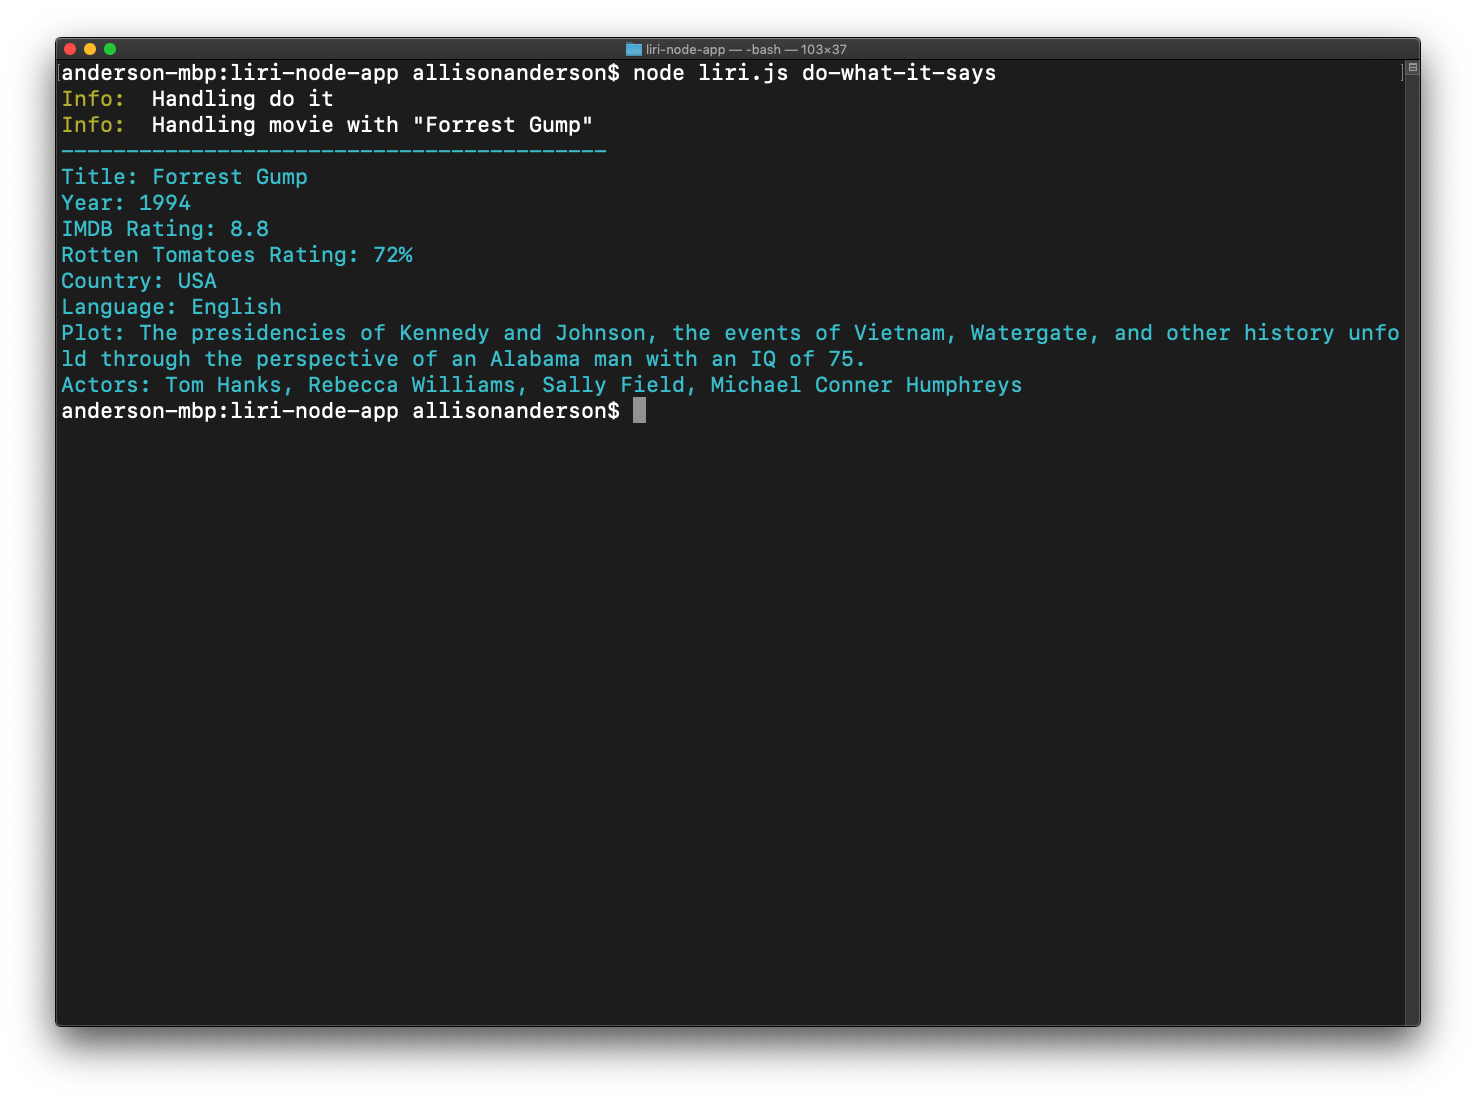 liri-node-app — -bash — 103×37
anderson-mbp:liri-node-app allisonanderson$ node liri.js do-what-it-says
Info:  Handling do it
Info:  Handling movie with "Forrest Gump"
------------------------------------------
Title: Forrest Gump
Year: 1994
IMDB Rating: 8.8
Rotten Tomatoes Rating: 72%
Country: USA
Language: English
Plot: The presidencies of Kennedy and Johnson, the events of Vietnam, Watergate, and other history unfo
ld through the perspective of an Alabama man with an IQ of 75.
Actors: Tom Hanks, Rebecca Williams, Sally Field, Michael Conner Humphreys
anderson-mbp:liri-node-app allisonanderson$